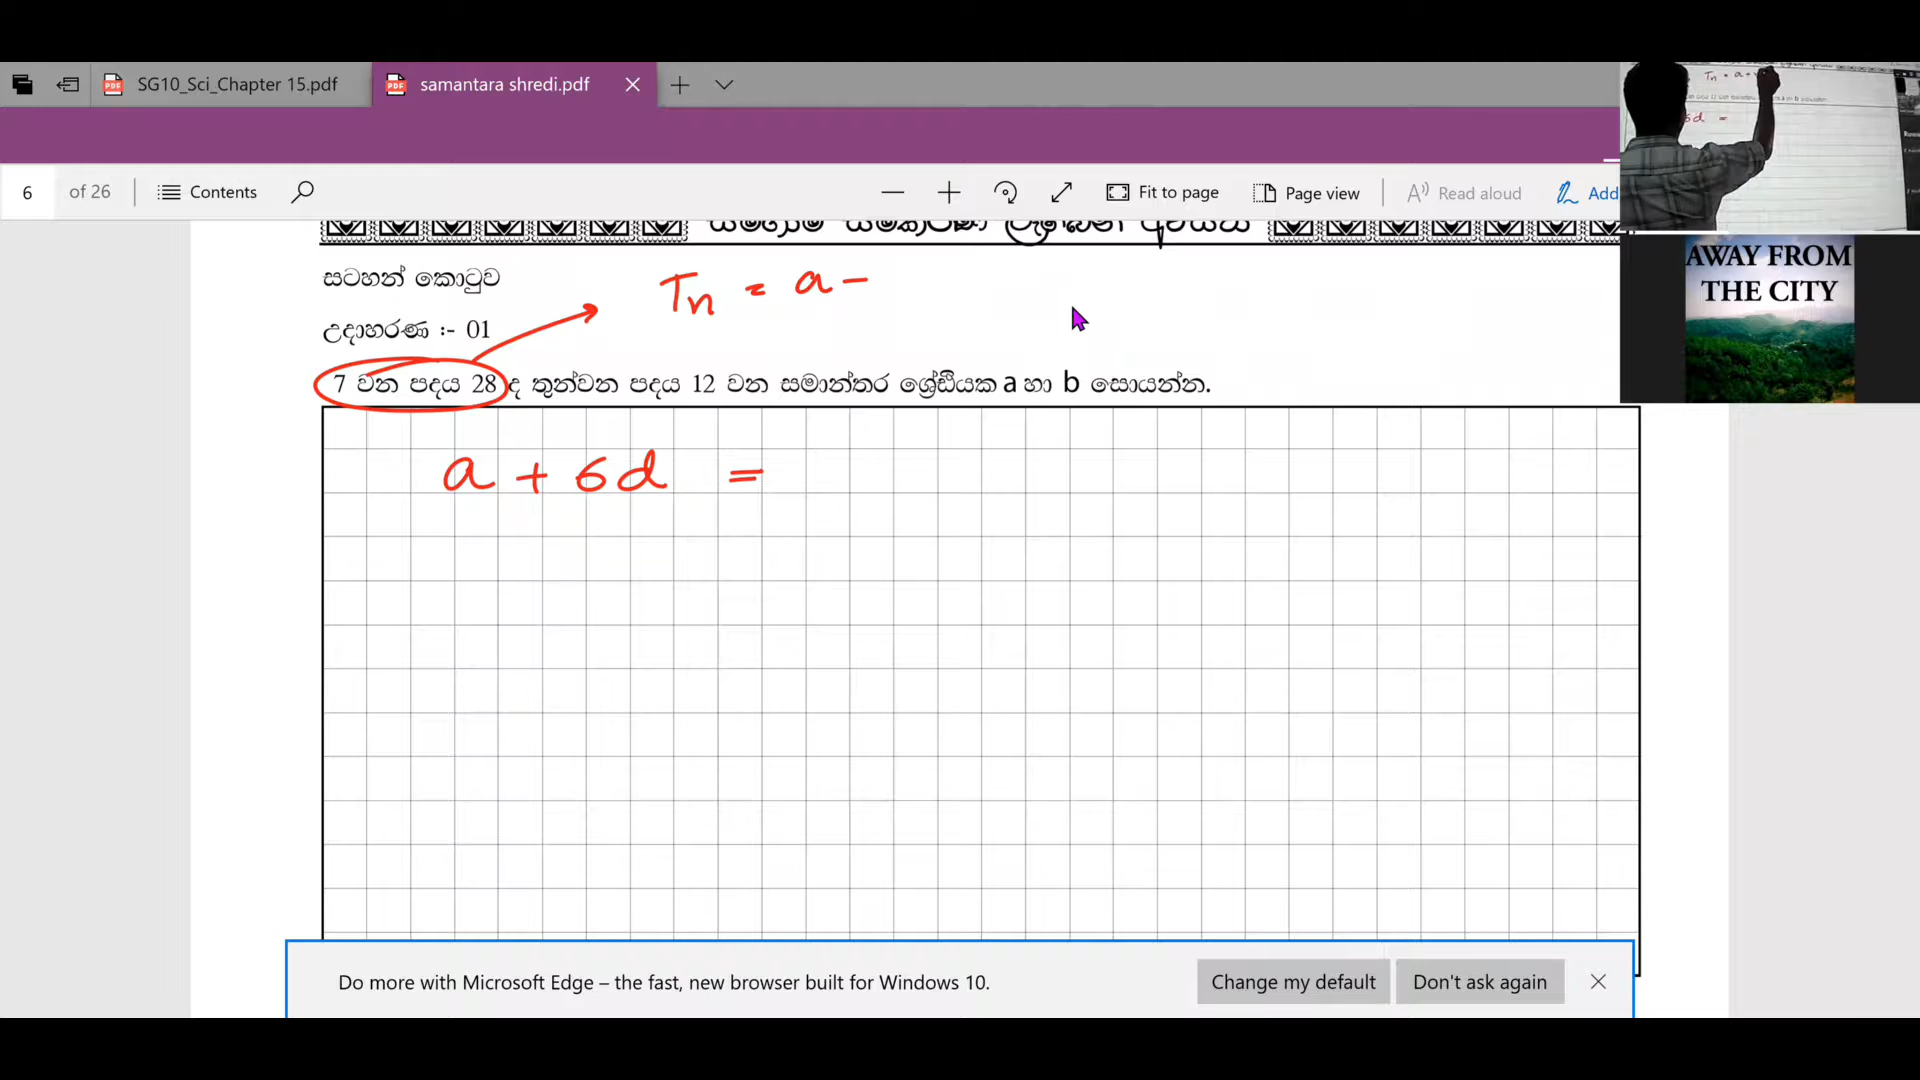 SG10_Sci_Chapter 15.pdf
samantara shredi.pdf
6 of 26
Contents
Fit to page
Page view
Read aloud
Add
සටහන් කොටුව
Tn = a -
උදාහරණ :- 01
7 වන පදය 28 ද තුන්වන පදය 12 වන සමාන්තර ශ්‍රේඪියක a හා b සොයන්න.
a + 6d =
AWAY FROM
THE CITY
Do more with Microsoft Edge – the fast, new browser built for Windows 10.
Change my default
Don't ask again